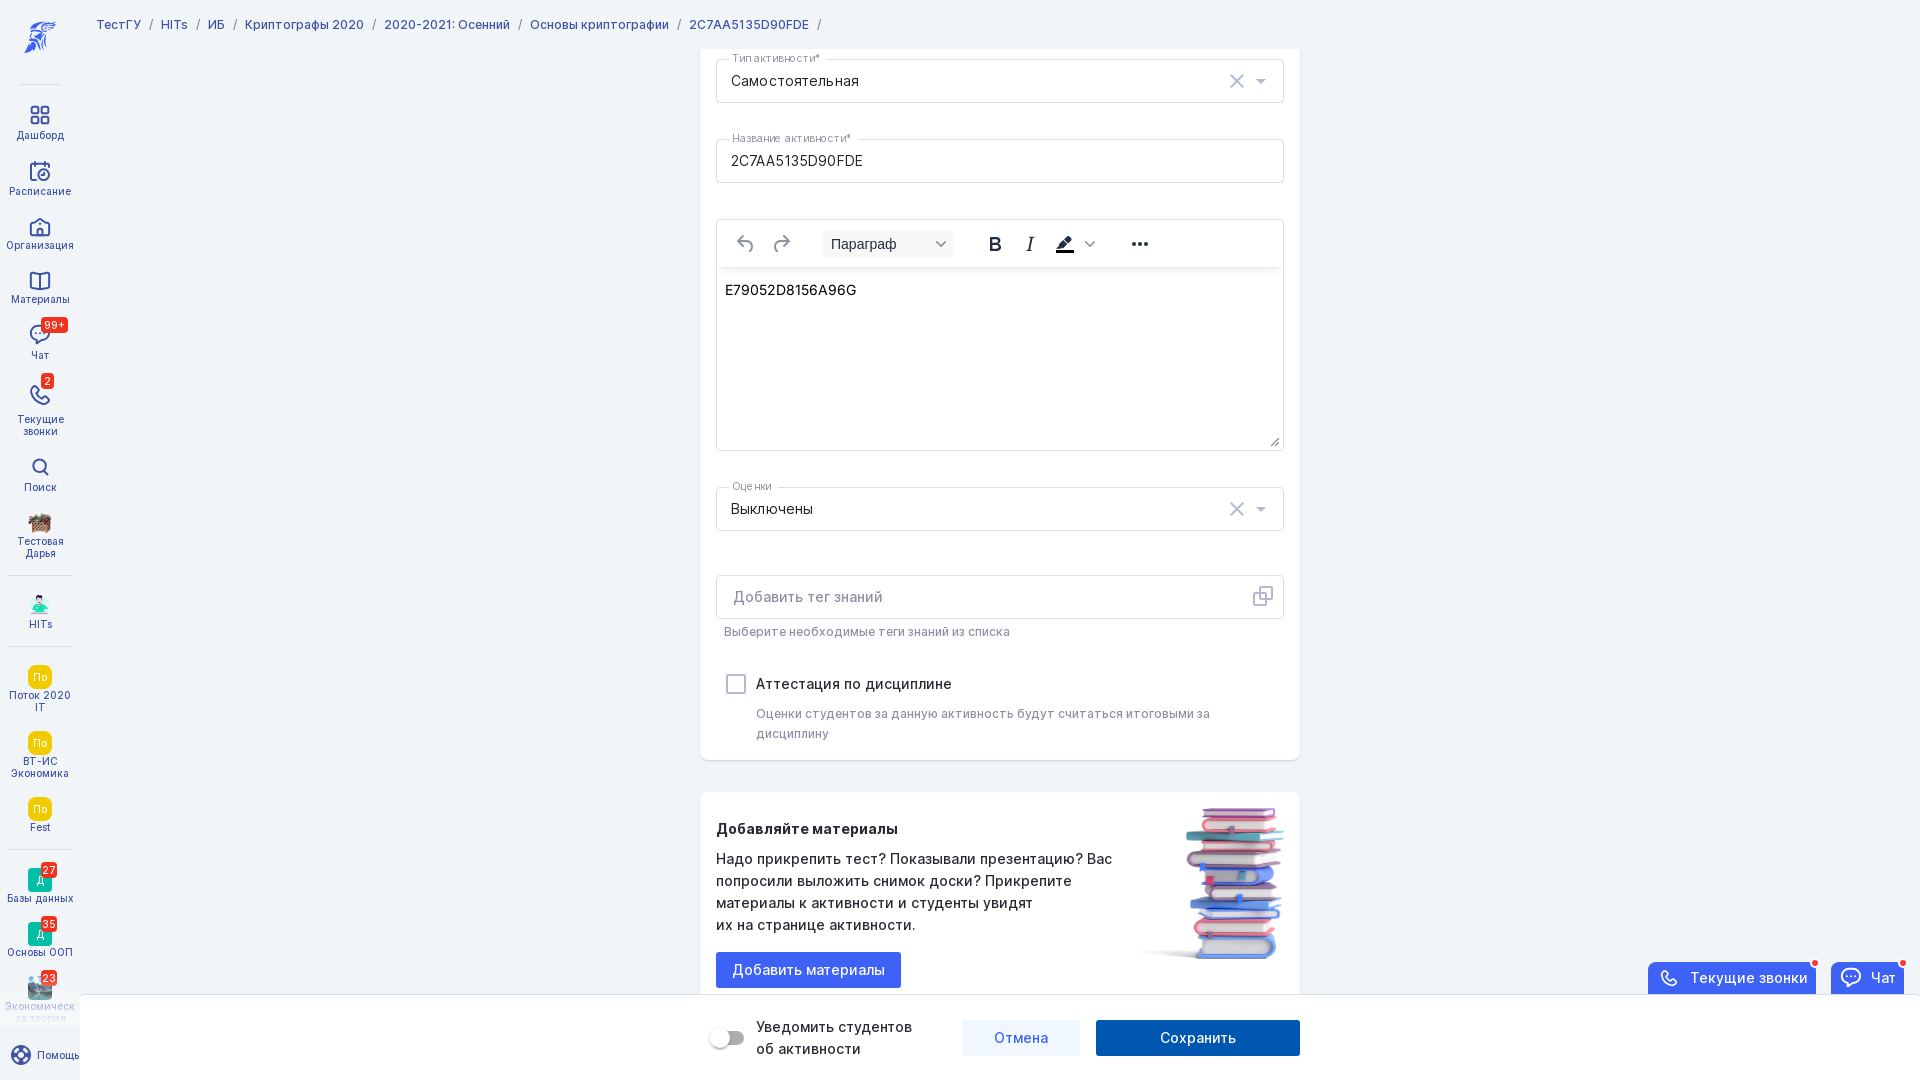 ТестГУ / HITs / ИБ / Криптографы 2020 / 2020-2021: Осенний / Основы криптографии / 2C7AA5135D90FDE /
Дашборд
Расписание
Организация
Материалы
99+
Чат
2
Текущие
звонки
Поиск
Тестовая
Дарья
HITs
По
Поток 2020
IT
По
ВТ-ИС
Экономика
По
Fest
27
Д
Базы данных
35
Д
Основы ООП
23
Экономическ
ая теория
Помощь
Тип активности*
Самостоятельная
Название активности*
2C7AA5135D90FDE
Параграф
B I
E79052D8156A96G
Оценки
Выключены
Добавить тег знаний
Выберите необходимые теги знаний из списка
Аттестация по дисциплине
Оценки студентов за данную активность будут считаться итоговыми за
дисциплину
Добавляйте материалы
Надо прикрепить тест? Показывали презентацию? Вас
попросили выложить снимок доски? Прикрепите
материалы к активности и студенты увидят
их на странице активности.
Добавить материалы
Текущие звонки
Чат
Уведомить студентов
об активности
Отмена
Сохранить